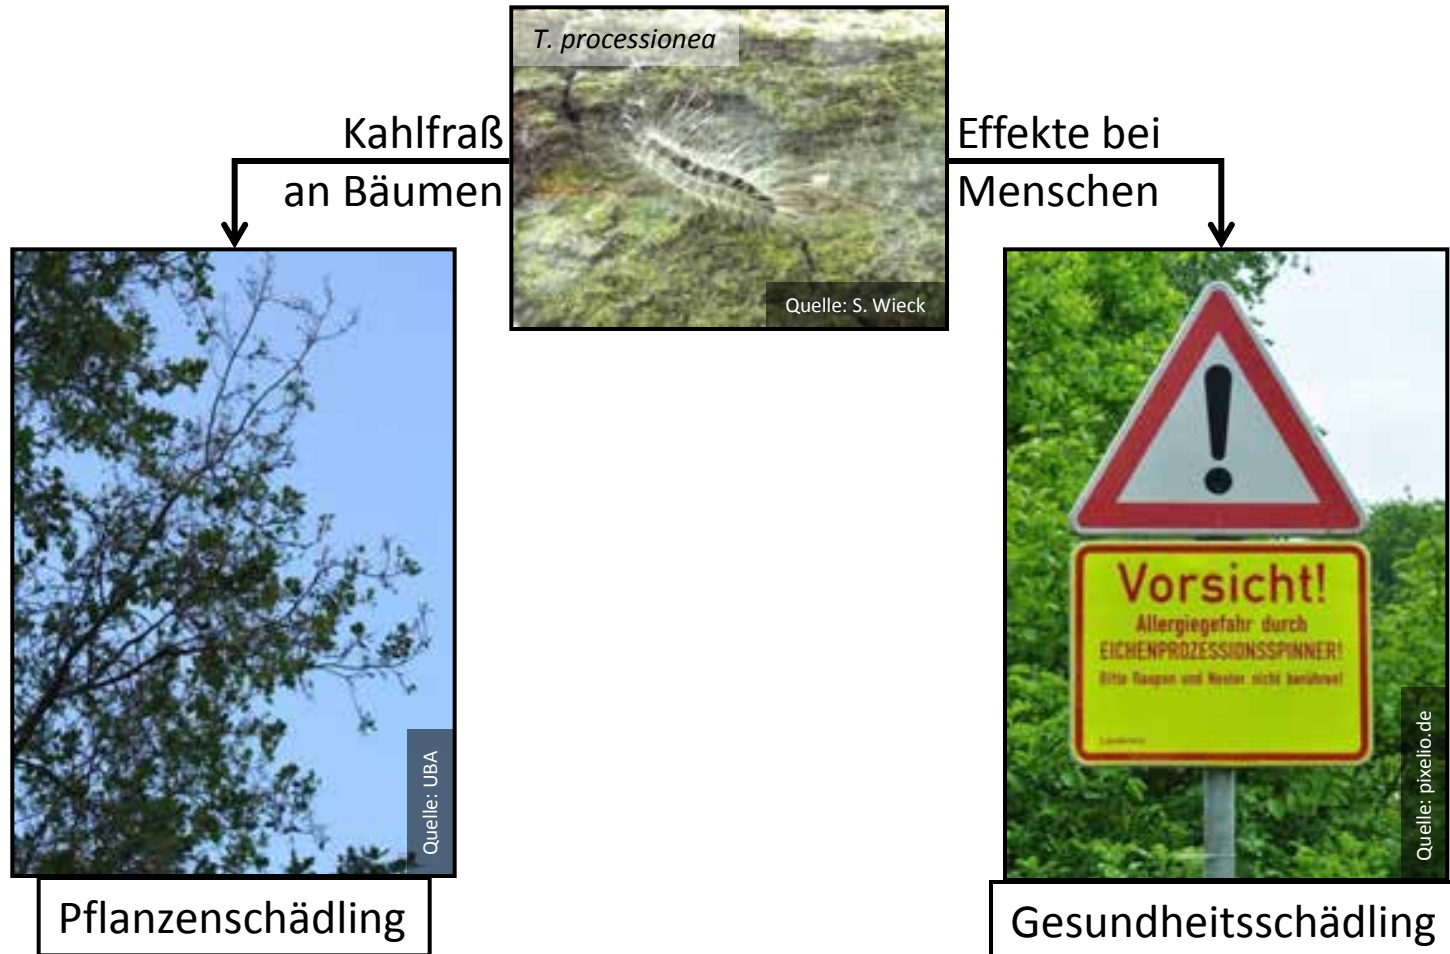 T. processionea
Kahlfraß
an Bäumen
Effekte bei
Menschen
Quelle: S. Wieck
Quelle: UBA
Vorsicht!
Allergiegefahr durch
EICHENPROZESSIONSSPINNER!
Bitte Raupen und Nester nicht berühren!
Quelle: pixelio.de
Pflanzenschädling
Gesundheitsschädling